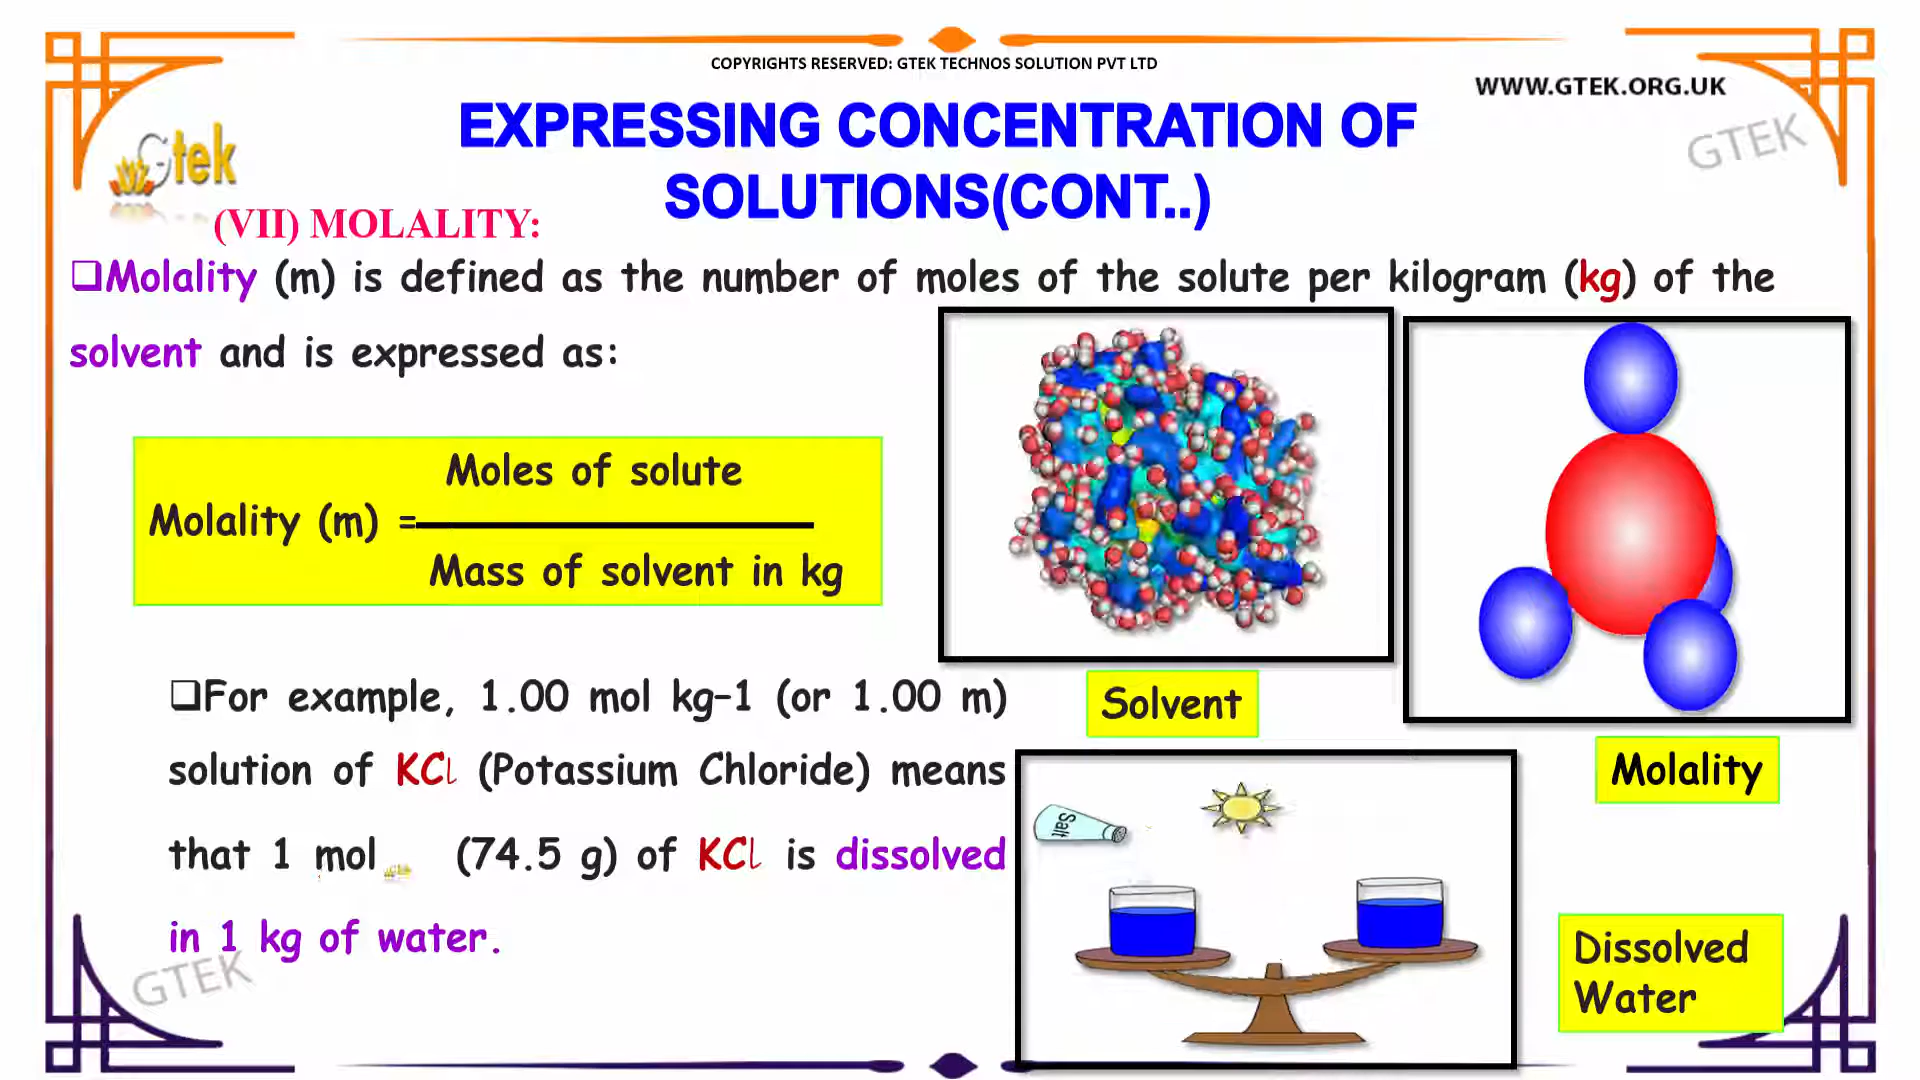 COPYRIGHTS RESERVED: GTEK TECHNOS SOLUTION PVT LTD
WWW.GTEK.ORG.UK
GTEK
Gtek
EXPRESSING CONCENTRATION OF
SOLUTIONS(CONT..)
(VII) MOLALITY:
❑Molality (m) is defined as the number of moles of the solute per kilogram (kg) of the
solvent and is expressed as:
Moles of solute
Molality (m) =
Mass of solvent in kg
❑For example, 1.00 mol kg–1 (or 1.00 m)
solution of KCl (Potassium Chloride) means
that 1 mol (74.5 g) of KCl is dissolved
in 1 kg of water.
Solvent
Molality
Salt
Dissolved
Water
GTEK